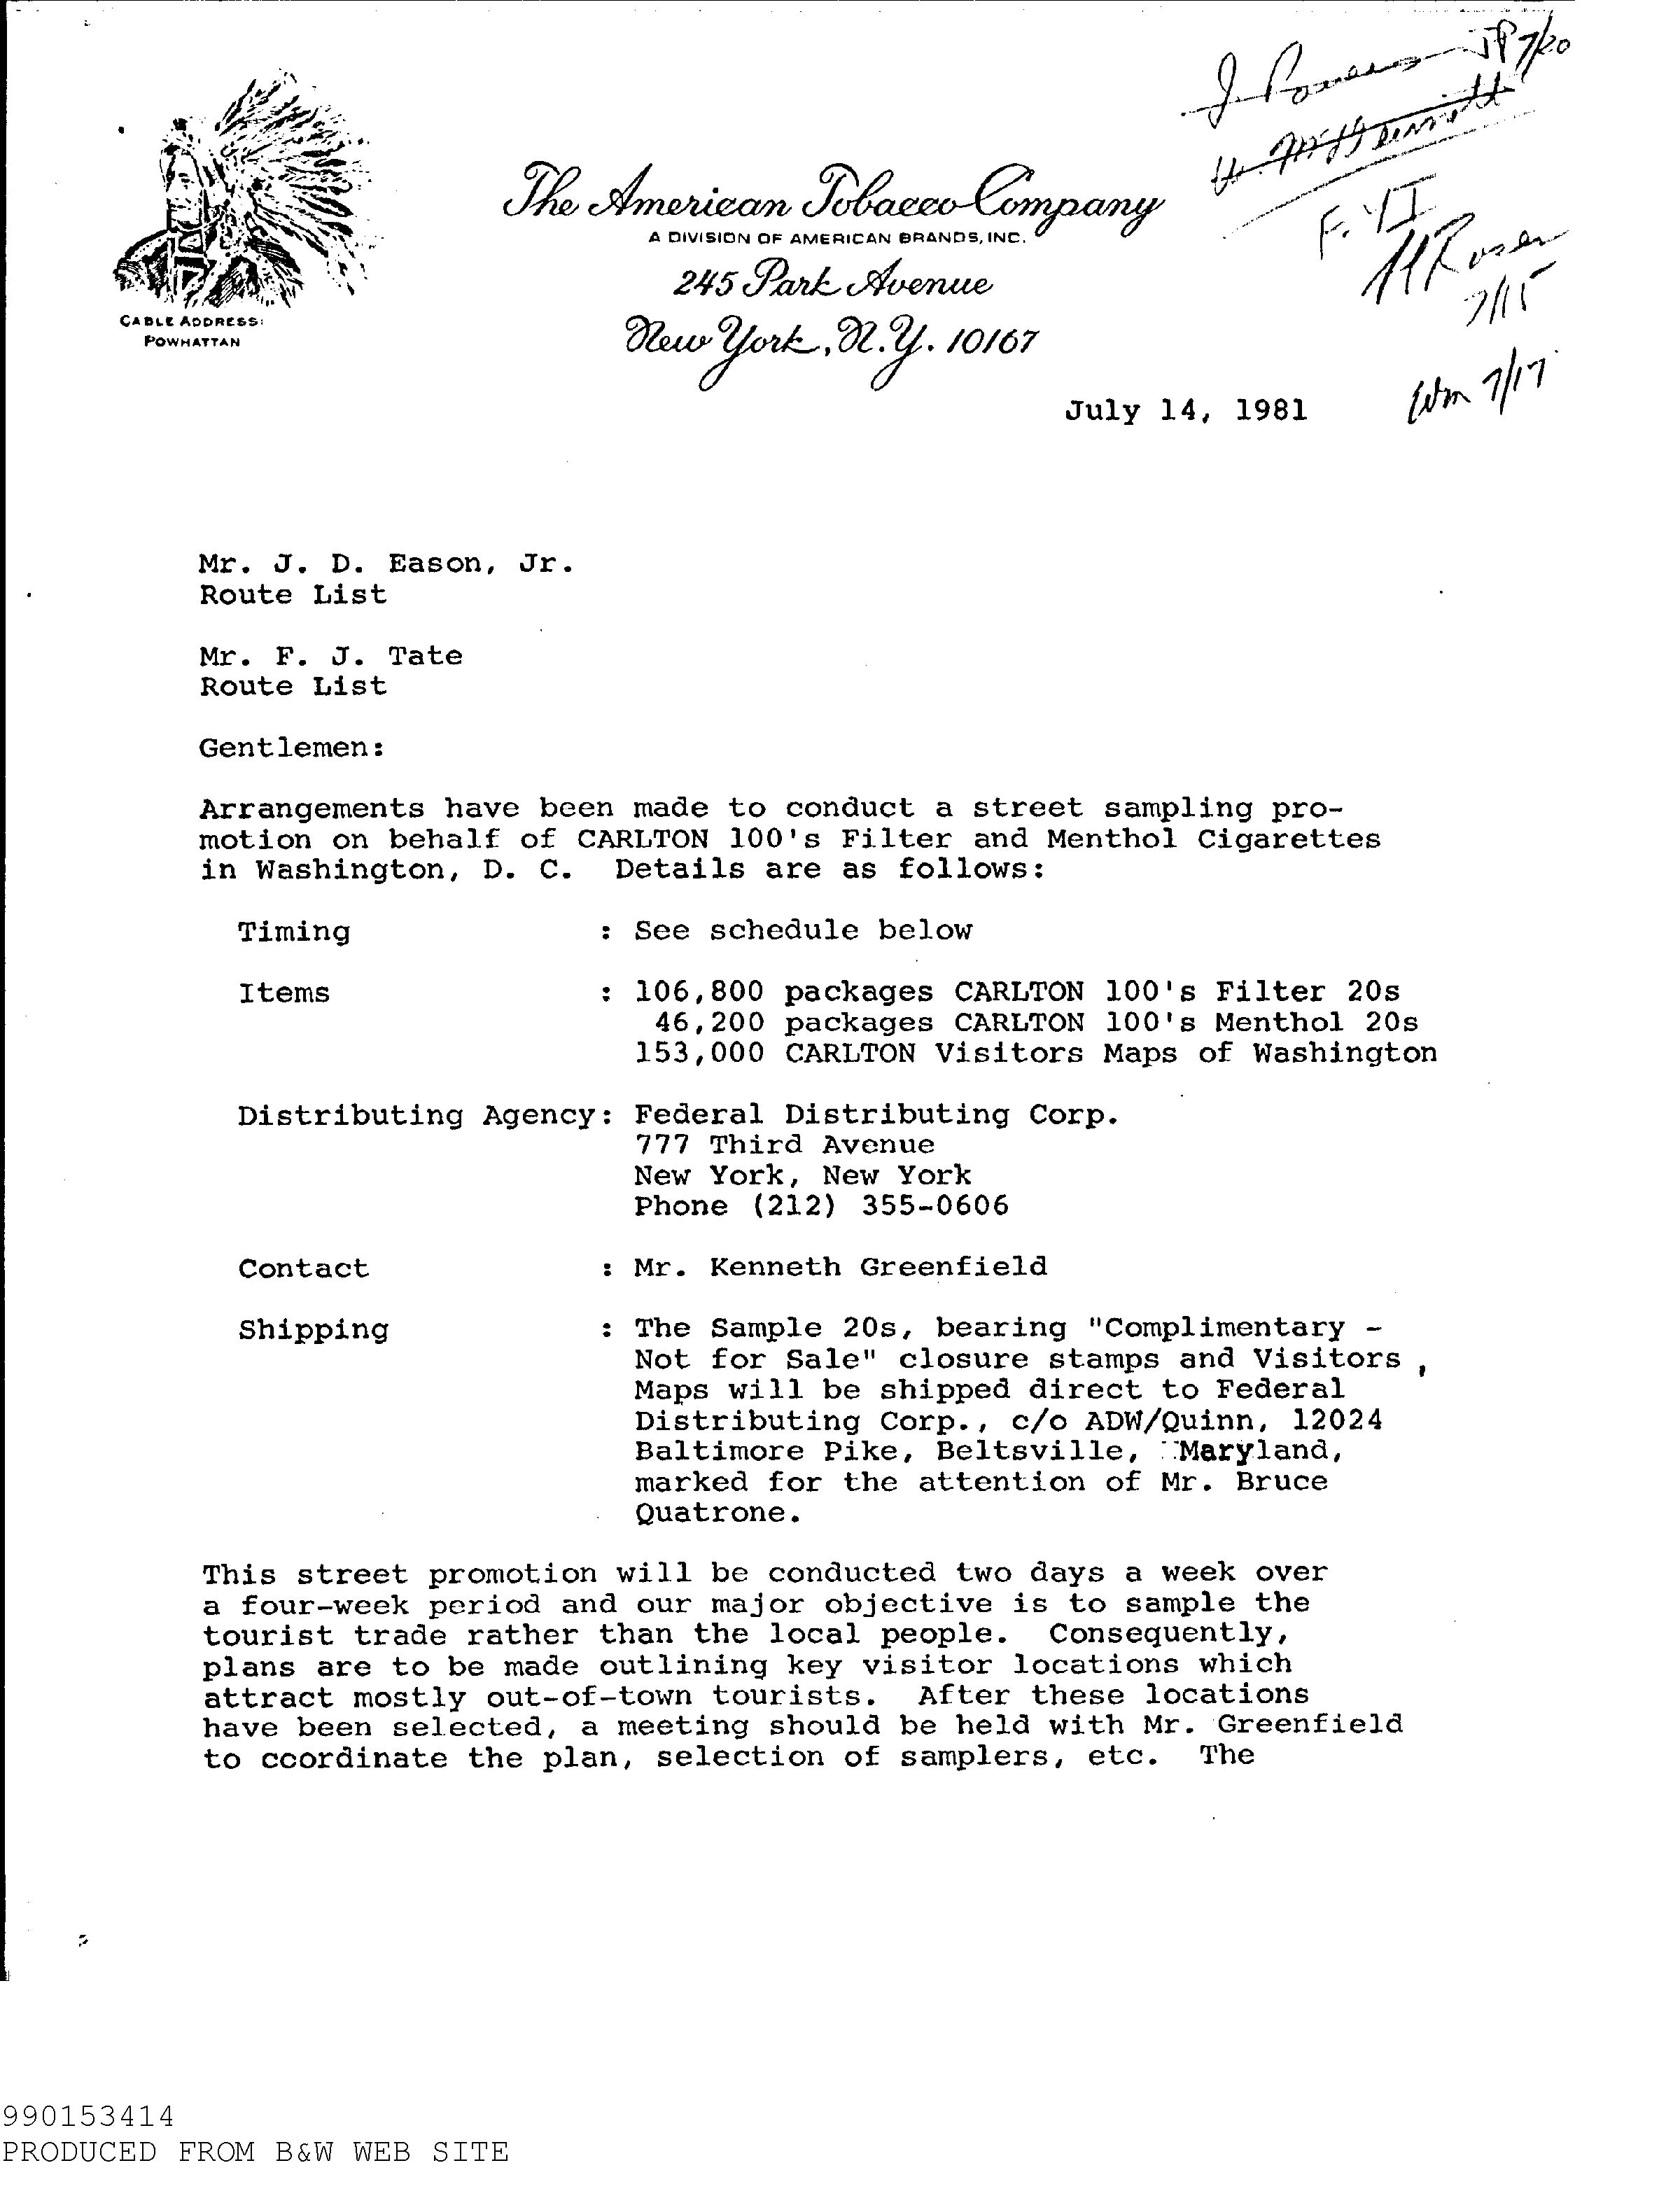 J Powers JP 7/20
F.YI
HRosen
7/15
Wm 7/17
The American Tobacco Company
A DIVISION OF AMERICAN BRANDS, INC.
245 Park Avenue
New York, N.Y. 10167
CABLE ADDRESS:
POWHATTAN
July 14, 1981
Mr. J. D. Eason, Jr.
Route List
Mr. F. J. Tate
Route List
Gentlemen:
Arrangements have been made to conduct a street sampling pro-
motion on behalf of CARLTON 100's Filter and Menthol Cigarettes
in Washington, D. C. Details are as follows:
Timing : See schedule below
Items : 106,800 packages CARLTON 100's Filter 20s
46,200 packages CARLTON 100's Menthol 20s
153,000 CARLTON Visitors Maps of Washington
Distributing Agency: Federal Distributing Corp.
777 Third Avenue
New York, New York
Phone (212) 355-0606
Contact : Mr. Kenneth Greenfield
Shipping : The Sample 20s, bearing "Complimentary -
Not for Sale" closure stamps and Visitors ,
Maps will be shipped direct to Federal
Distributing Corp., c/o ADW/Quinn, 12024
Baltimore Pike, Beltsville, Maryland,
marked for the attention of Mr. Bruce
Quatrone.
This street promotion will be conducted two days a week over
a four-week period and our major objective is to sample the
tourist trade rather than the local people. Consequently,
plans are to be made outlining key visitor locations which
attract mostly out-of-town tourists. After these locations
have been selected, a meeting should be held with Mr. Greenfield
to ccordinate the plan, selection of samplers, etc. The
990153414
PRODUCED FROM B&W WEB SITE